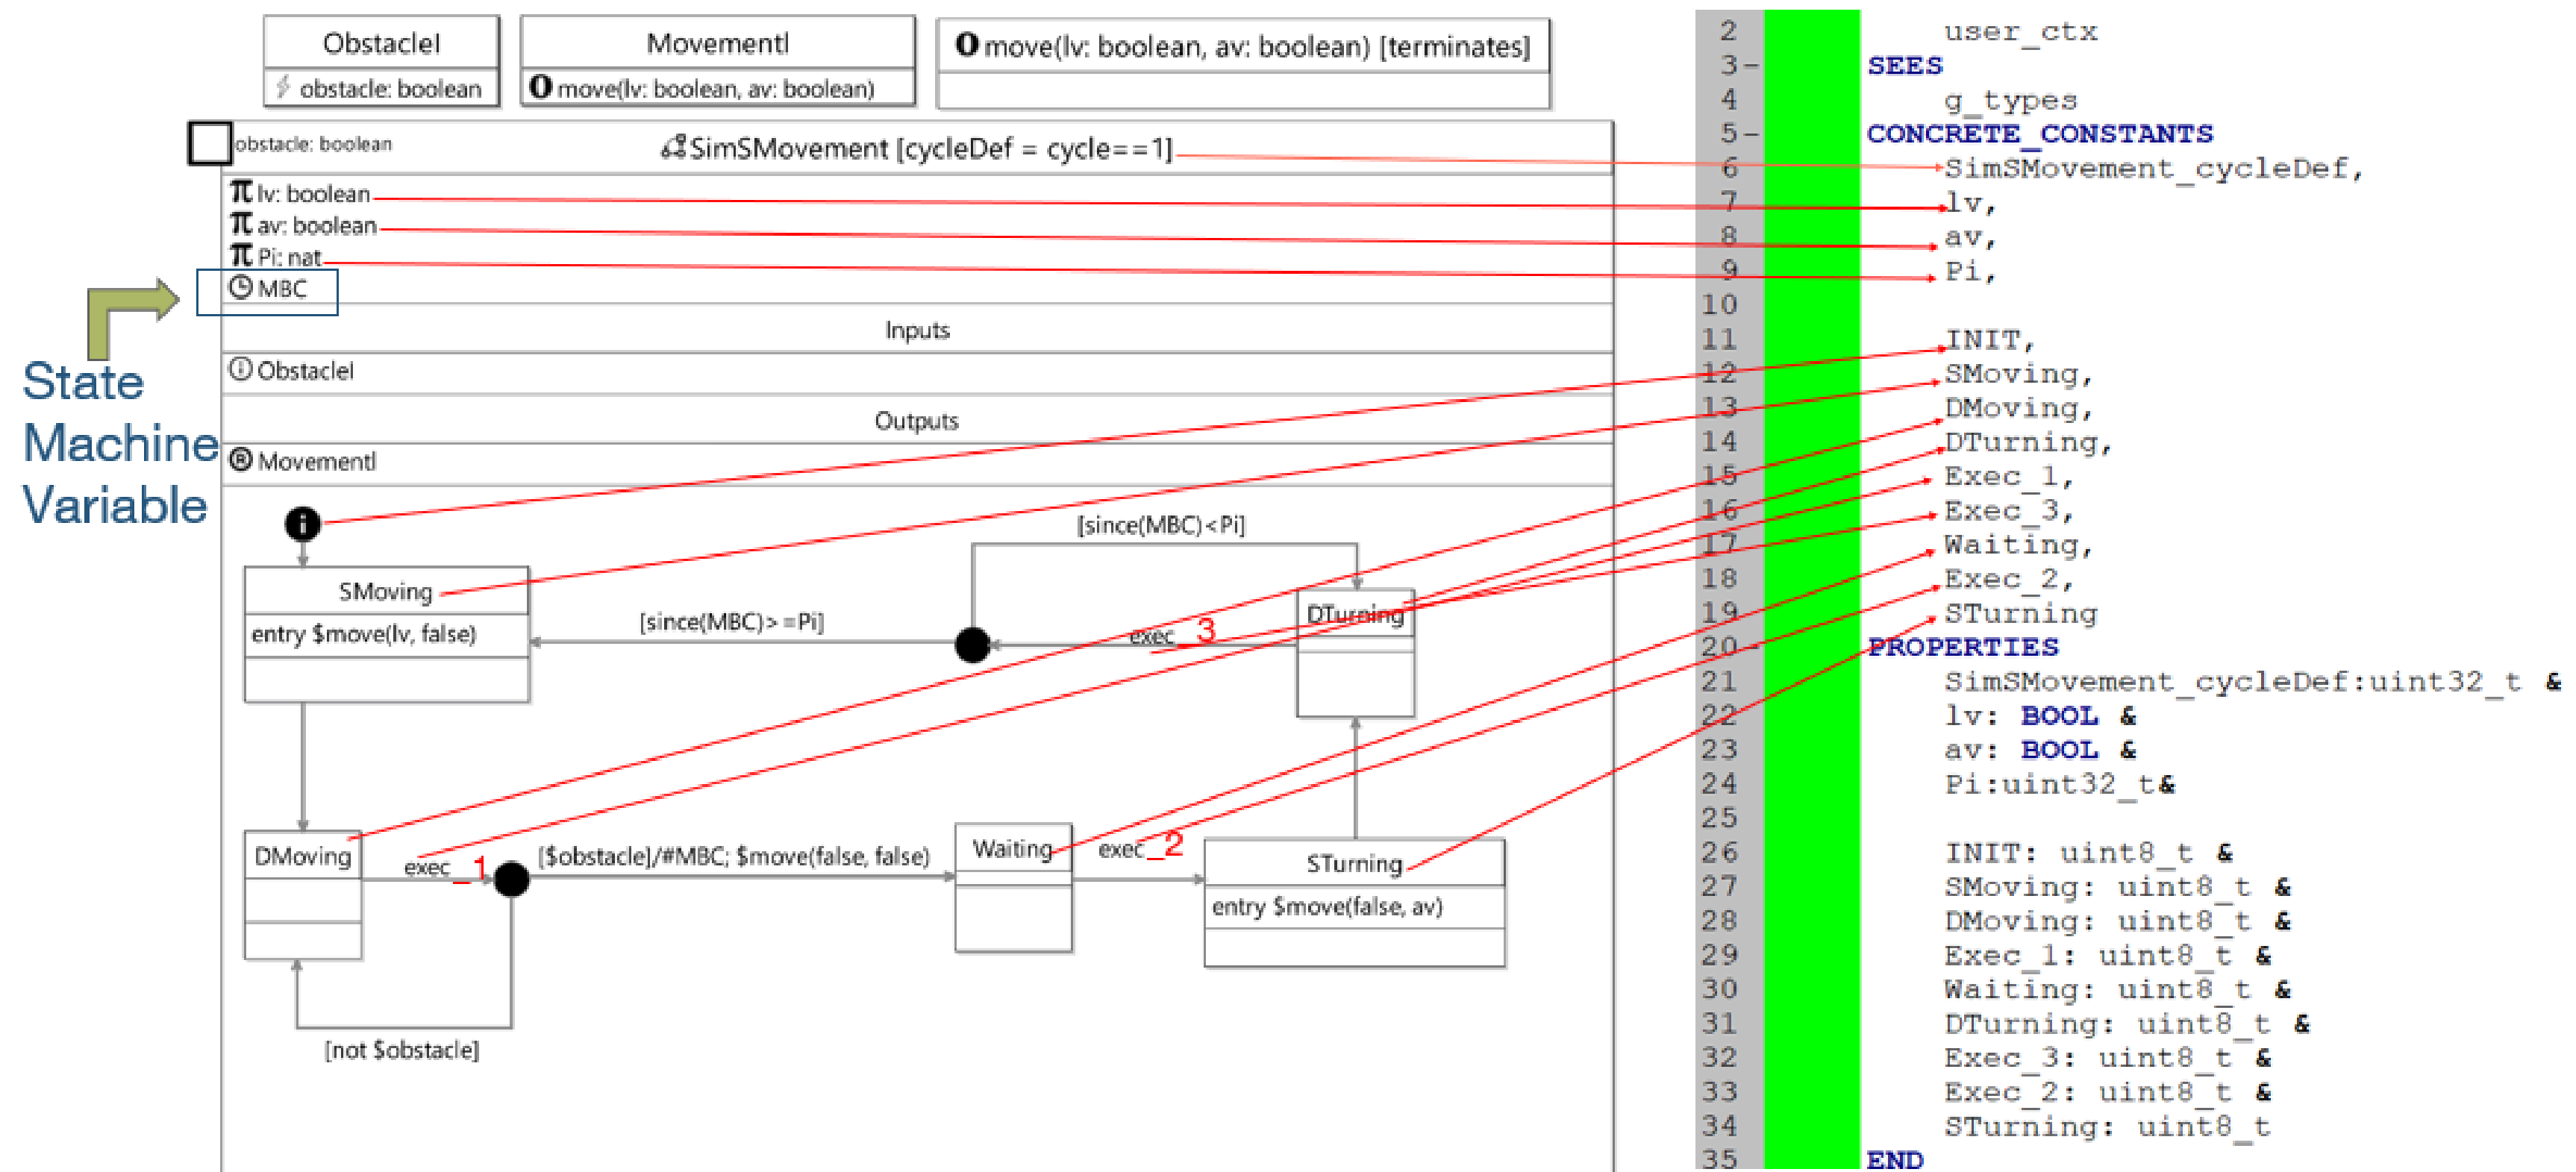 ObstacleI
obstacle: boolean
MovementI
O move(lv: boolean, av: boolean)
O move(lv: boolean, av: boolean) [terminates]
obstacle: boolean
SimSMovement [cycleDef = cycle==1]
π lv: boolean
π av: boolean
π Pi: nat
MBC
State
Machine
Variable
Inputs
i ObstacleI
Outputs
R MovementI
i
[since(MBC)<Pi]
SMoving
entry $move(lv, false)
[since(MBC)>=Pi]
exec_3
DTurning
DMoving
exec_1
[$obstacle]/#MBC; $move(false, false)
Waiting
exec_2
STurning
entry $move(false, av)
[not $obstacle]
2 user_ctx
3 - SEES
4 g_types
5 - CONCRETE_CONSTANTS
6 SimSMovement_cycleDef,
7 lv,
8 av,
9 Pi,
10
11 INIT,
12 SMoving,
13 DMoving,
14 DTurning,
15 Exec_1,
16 Exec_3,
17 Waiting,
18 Exec_2,
19 STurning
20 - PROPERTIES
21 SimSMovement_cycleDef:uint32_t &
22 lv: BOOL &
23 av: BOOL &
24 Pi:uint32_t&
25
26 INIT: uint8_t &
27 SMoving: uint8_t &
28 DMoving: uint8_t &
29 Exec_1: uint8_t &
30 Waiting: uint8_t &
31 DTurning: uint8_t &
32 Exec_3: uint8_t &
33 Exec_2: uint8_t &
34 STurning: uint8_t
35 END